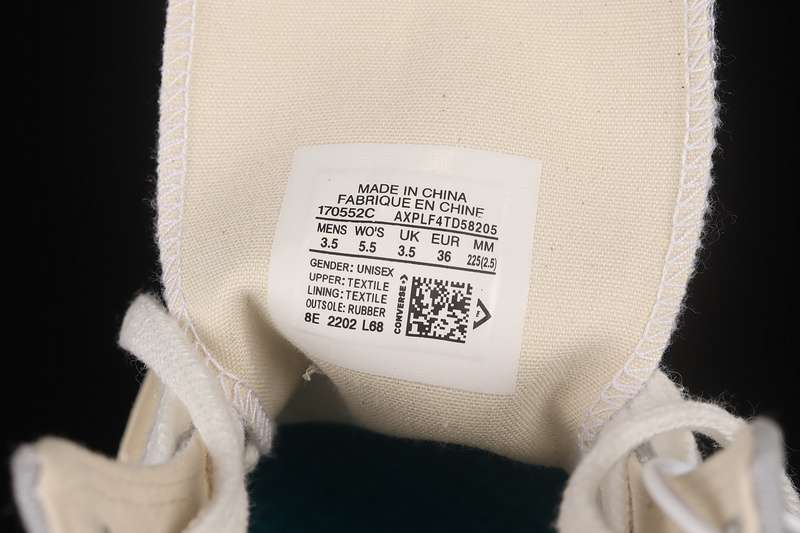 MADE IN CHINA
FABRIQUE EN CHINE
170552C AXPLF4TD58205
MENS WO'S UK EUR MM
3.5 5.5 3.5 36 225(2.5)
GENDER: UNISEX
UPPER: TEXTILE
LINING: TEXTILE
OUTSOLE: RUBBER
8E 2202 L68
CONVERSE